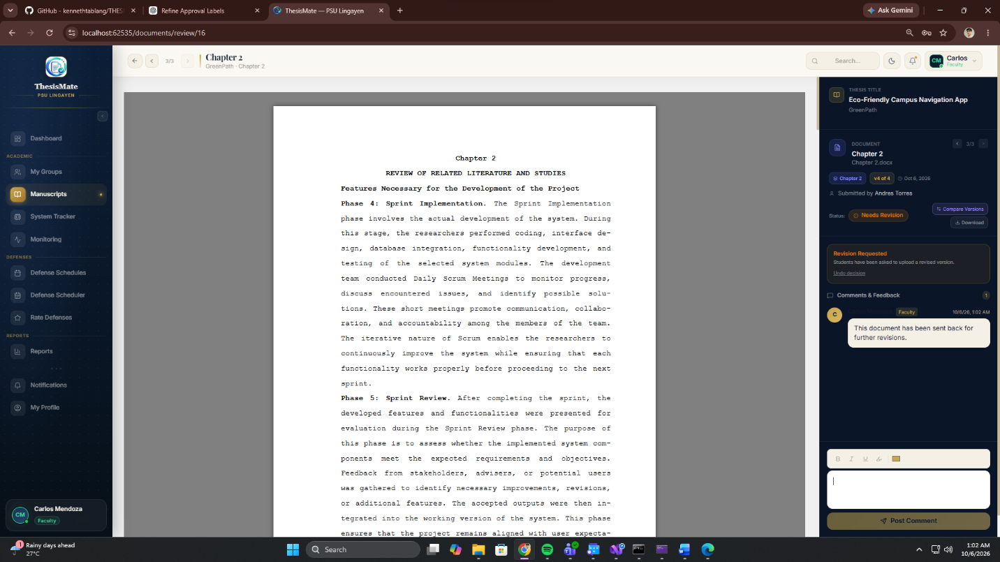 GitHub - kennethtablang/THES
Refine Approval Labels
ThesisMate — PSU Lingayen
Ask Gemini
localhost:62535/documents/review/16
ThesisMate
PSU LINGAYEN
Dashboard
ACADEMIC
My Groups
Manuscripts
System Tracker
Monitoring
DEFENSES
Defense Schedules
Defense Scheduler
Rate Defenses
REPORTS
Reports
Notifications
My Profile
CM
Carlos Mendoza
Faculty
3/3
Chapter 2
GreenPath · Chapter 2
Search...
CM
Carlos
Faculty
Chapter 2
REVIEW OF RELATED LITERATURE AND STUDIES
Features Necessary for the Development of the Project
Phase 4: Sprint Implementation. The Sprint Implementation
phase involves the actual development of the system. During
this stage, the researchers performed coding, interface de-
sign, database integration, functionality development, and
testing of the selected system modules. The development
team conducted Daily Scrum Meetings to monitor progress,
discuss encountered issues, and identify possible solu-
tions. These short meetings promote communication, collabo-
ration, and accountability among the members of the team.
The iterative nature of Scrum enables the researchers to
continuously improve the system while ensuring that each
functionality works properly before proceeding to the next
sprint.
Phase 5: Sprint Review. After completing the sprint, the
developed features and functionalities were presented for
evaluation during the Sprint Review phase. The purpose of
this phase is to assess whether the implemented system com-
ponents meet the expected requirements and objectives.
Feedback from stakeholders, advisers, or potential users
was gathered to identify necessary improvements, revisions,
or additional features. The accepted outputs were then in-
tegrated into the working version of the system. This phase
ensures that the project remains aligned with user expecta-
THESIS TITLE
Eco-Friendly Campus Navigation App
GreenPath
DOCUMENT
3/3
Chapter 2
Chapter 2.docx
Chapter 2
v4 of 4
Oct 6, 2026
Submitted by Andres Torres
Status:
Needs Revision
Compare Versions
Download
Revision Requested
Students have been asked to upload a revised version.
Undo decision
Comments & Feedback
1
C
Faculty
10/6/26, 1:02 AM
This document has been sent back for
further revisions.
B I U
Post Comment
1
Rainy days ahead
27°C
Search
1:02 AM
10/6/2026